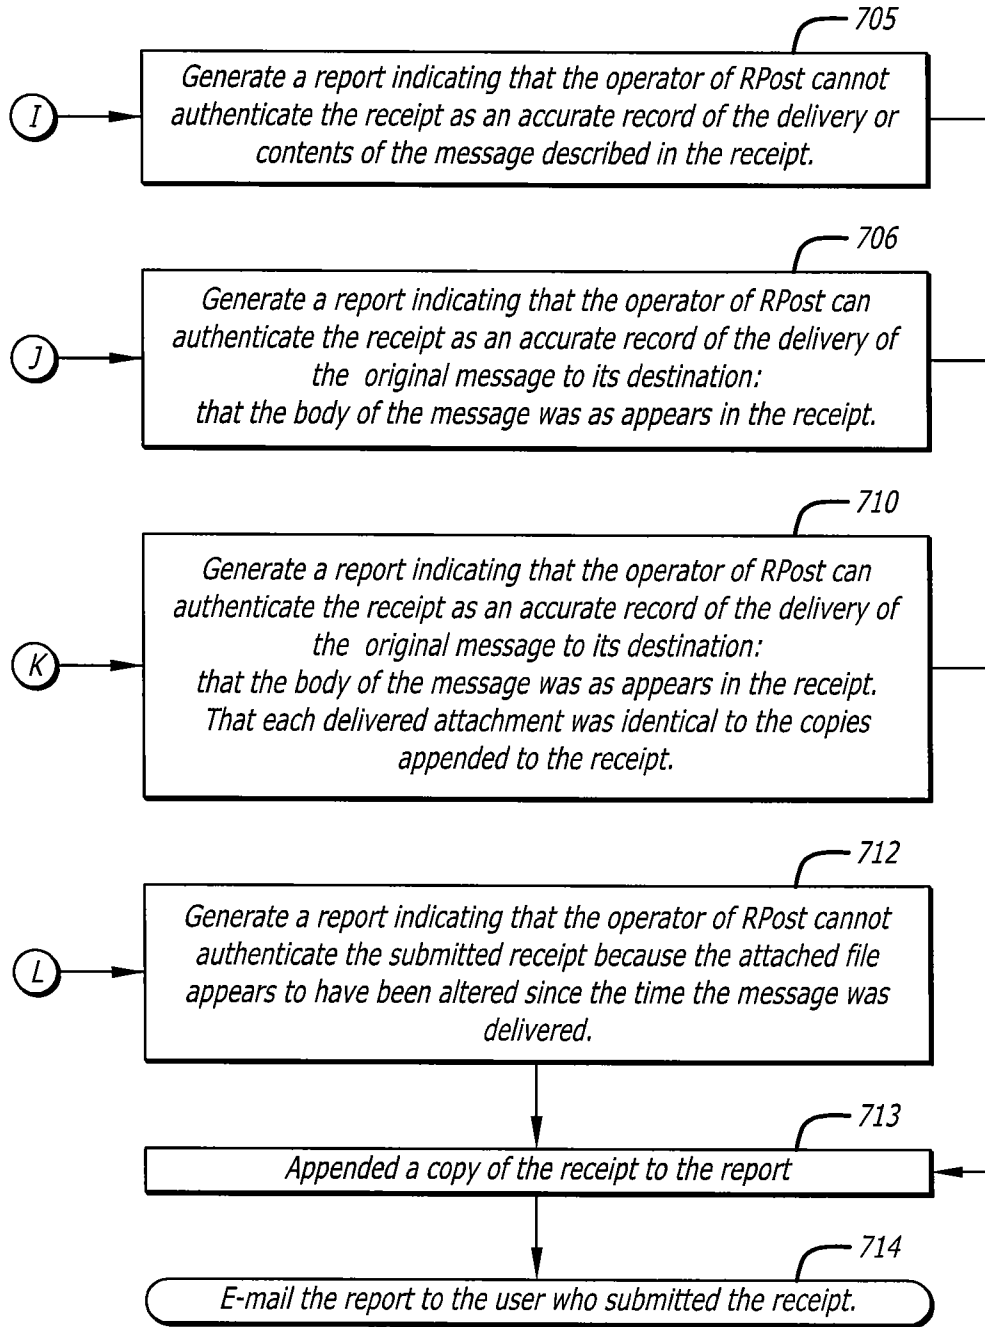 705
Generate a report indicating that the operator of RPost cannot
authenticate the receipt as an accurate record of the delivery or
contents of the message described in the receipt.
I
706
Generate a report indicating that the operator of RPost can
authenticate the receipt as an accurate record of the delivery of
the original message to its destination:
that the body of the message was as appears in the receipt.
J
710
Generate a report indicating that the operator of RPost can
authenticate the receipt as an accurate record of the delivery of
the original message to its destination:
that the body of the message was as appears in the receipt.
That each delivered attachment was identical to the copies
appended to the receipt.
K
712
Generate a report indicating that the operator of RPost cannot
authenticate the submitted receipt because the attached file
appears to have been altered since the time the message was
delivered.
L
713
Appended a copy of the receipt to the report
714
E-mail the report to the user who submitted the receipt.